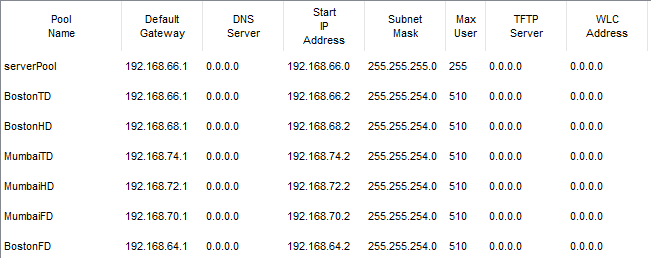 Pool Name Default Gateway DNS Server Start IP Address Subnet Mask Max User TFTP Server WLC Address
serverPool 192.168.66.1 0.0.0.0 192.168.66.0 255.255.255.0 255 0.0.0.0 0.0.0.0
BostonTD 192.168.66.1 0.0.0.0 192.168.66.2 255.255.254.0 510 0.0.0.0 0.0.0.0
BostonHD 192.168.68.1 0.0.0.0 192.168.68.2 255.255.254.0 510 0.0.0.0 0.0.0.0
MumbaiTD 192.168.74.1 0.0.0.0 192.168.74.2 255.255.254.0 510 0.0.0.0 0.0.0.0
MumbaiHD 192.168.72.1 0.0.0.0 192.168.72.2 255.255.254.0 510 0.0.0.0 0.0.0.0
MumbaiFD 192.168.70.1 0.0.0.0 192.168.70.2 255.255.254.0 510 0.0.0.0 0.0.0.0
BostonFD 192.168.64.1 0.0.0.0 192.168.64.2 255.255.254.0 510 0.0.0.0 0.0.0.0